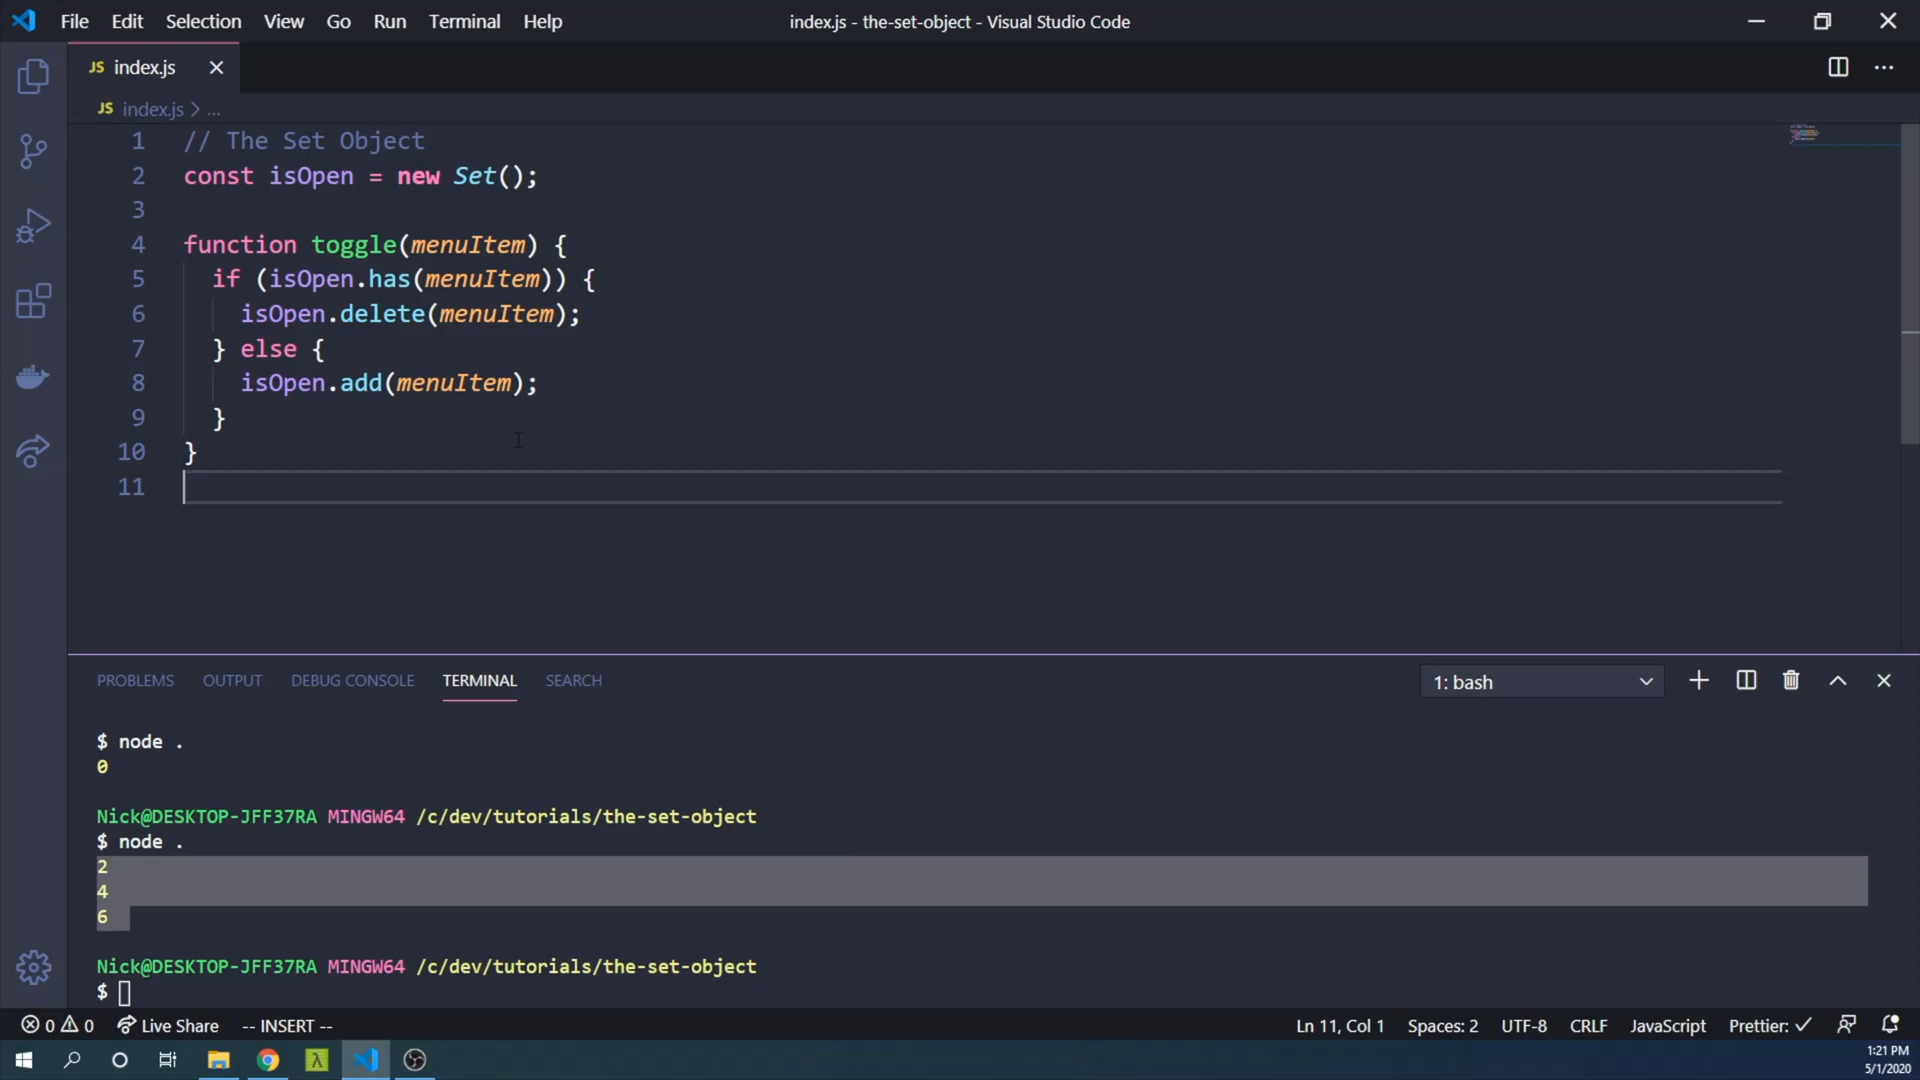 File Edit Selection View Go Run Terminal Help
index.js - the-set-object - Visual Studio Code
JS index.js
JS index.js > ...
1 // The Set Object
2 const isOpen = new Set();
3
4 function toggle(menuItem) {
5 if (isOpen.has(menuItem)) {
6 isOpen.delete(menuItem);
7 } else {
8 isOpen.add(menuItem);
9 }
10 }
11
PROBLEMS OUTPUT DEBUG CONSOLE TERMINAL SEARCH
1: bash
$ node .
0
Nick@DESKTOP-JFF37RA MINGW64 /c/dev/tutorials/the-set-object
$ node .
2
4
6
Nick@DESKTOP-JFF37RA MINGW64 /c/dev/tutorials/the-set-object
$
0 0 Live Share -- INSERT -- Ln 11, Col 1 Spaces: 2 UTF-8 CRLF JavaScript Prettier: ✓
λ
1:21 PM
5/1/2020